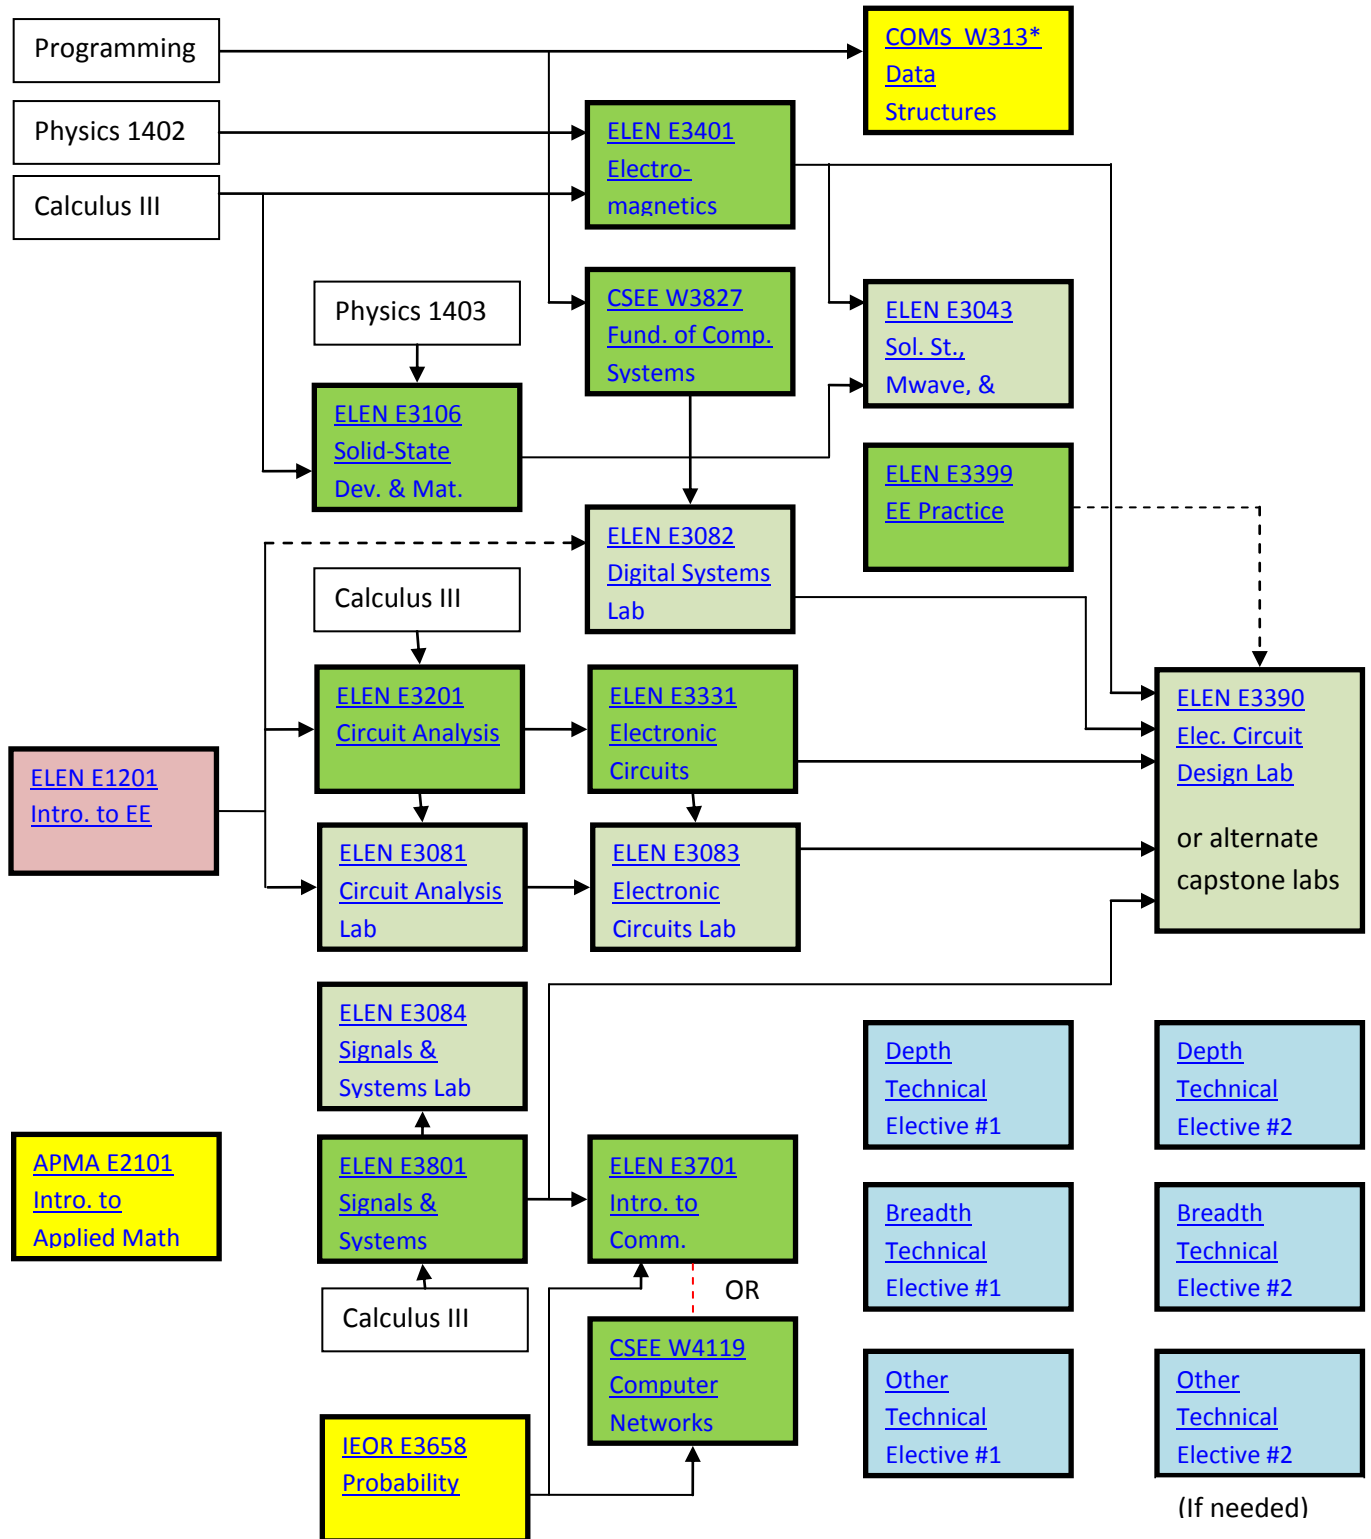 Programming
COMS  W313*
Data
Structures
Physics 1402
ELEN E3401
Electro-
magnetics
Calculus III
Physics 1403
CSEE W3827
Fund. of Comp.
Systems
ELEN E3043
Sol. St.,
Mwave, &
ELEN E3106
Solid-State
Dev. & Mat.
ELEN E3399
EE Practice
ELEN E3082
Digital Systems
Lab
Calculus III
ELEN E3201
Circuit Analysis
ELEN E3331
Electronic
Circuits
ELEN E3390
Elec. Circuit
Design Lab
or alternate
capstone labs
ELEN E1201
Intro. to EE
ELEN E3081
Circuit Analysis
Lab
ELEN E3083
Electronic
Circuits Lab
ELEN E3084
Signals &
Systems Lab
Depth
Technical
Elective #1
Depth
Technical
Elective #2
APMA E2101
Intro. to
Applied Math
ELEN E3801
Signals &
Systems
ELEN E3701
Intro. to
Comm.
Breadth
Technical
Elective #1
Breadth
Technical
Elective #2
Calculus III
OR
CSEE W4119
Computer
Networks
Other
Technical
Elective #1
Other
Technical
Elective #2
IEOR E3658
Probability
(If needed)